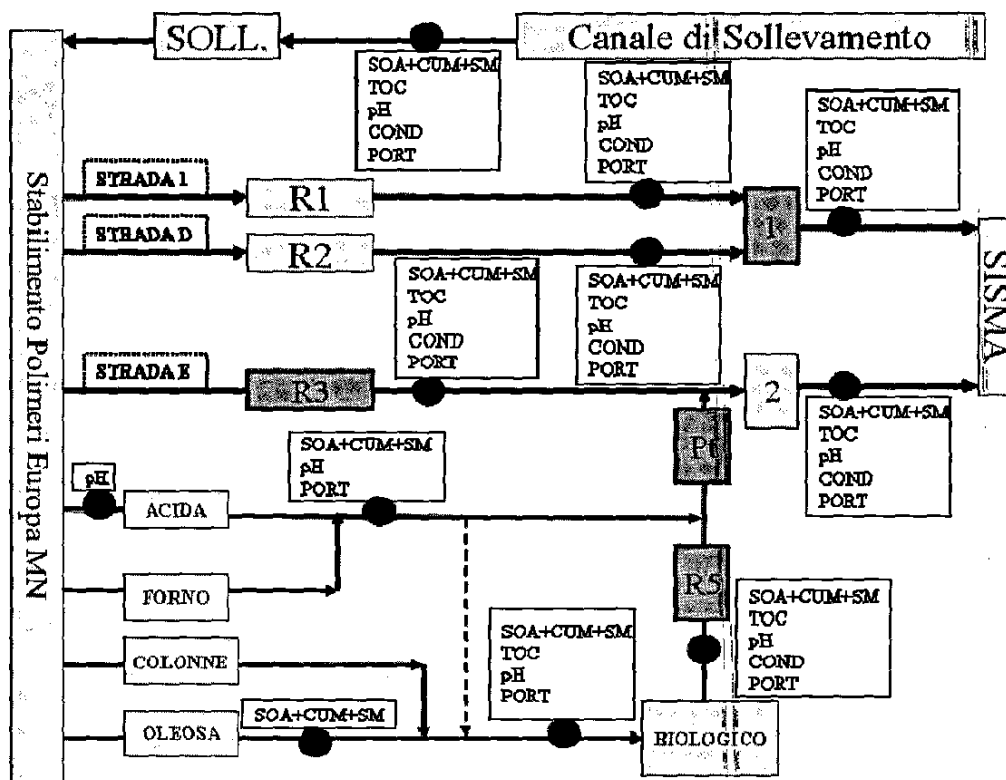 SOLL.
Canale di Sollevamento
SOA+CUM+SM
TOC
pH
COND
PORT
SOA+CUM+SM
TOC
pH
COND
PORT
SOA+CUM+SM
TOC
pH
COND
PORT
STRADA 1
R1
1
STRADA D
R2
SISMA
Stabilimento Polimeri Europa MN
SOA+CUM+SM
TOC
pH
COND
PORT
SOA+CUM+SM
TOC
pH
COND
PORT
STRADA E
R3
2
SOA+CUM+SM
TOC
pH
COND
PORT
SOA+CUM+SM
pH
PORT
pH
ACIDA
R5
FORNO
SOA+CUM+SM
TOC
pH
COND
PORT
SOA+CUM+SM
TOC
pH
PORT
COLONNE
SOA+CUM+SM
OLEOSA
BIOLOGICO